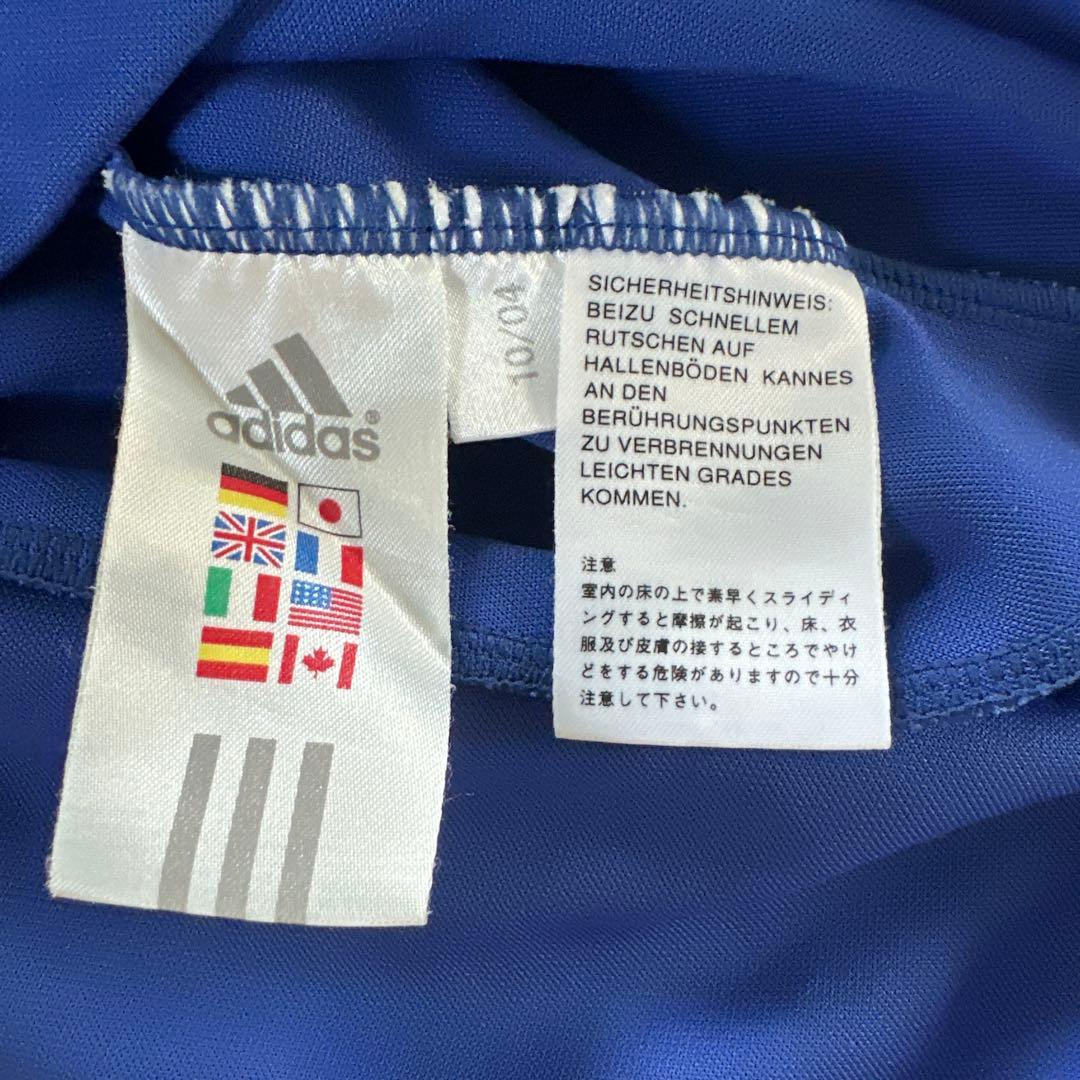 adidas®
10/04
SICHERHEITSHINWEIS:
BEIZU SCHNELLEM
RUTSCHEN AUF
HALLENBÖDEN KANNES
AN DEN
BERÜHRUNGSPUNKTEN
ZU VERBRENNUNGEN
LEICHTEN GRADES
KOMMEN.
注意
室内の床の上で素早くスライディ
ングすると摩擦が起こり、床、衣
服及び皮膚の接するところでやけ
どをする危険がありますので十分
注意して下さい。